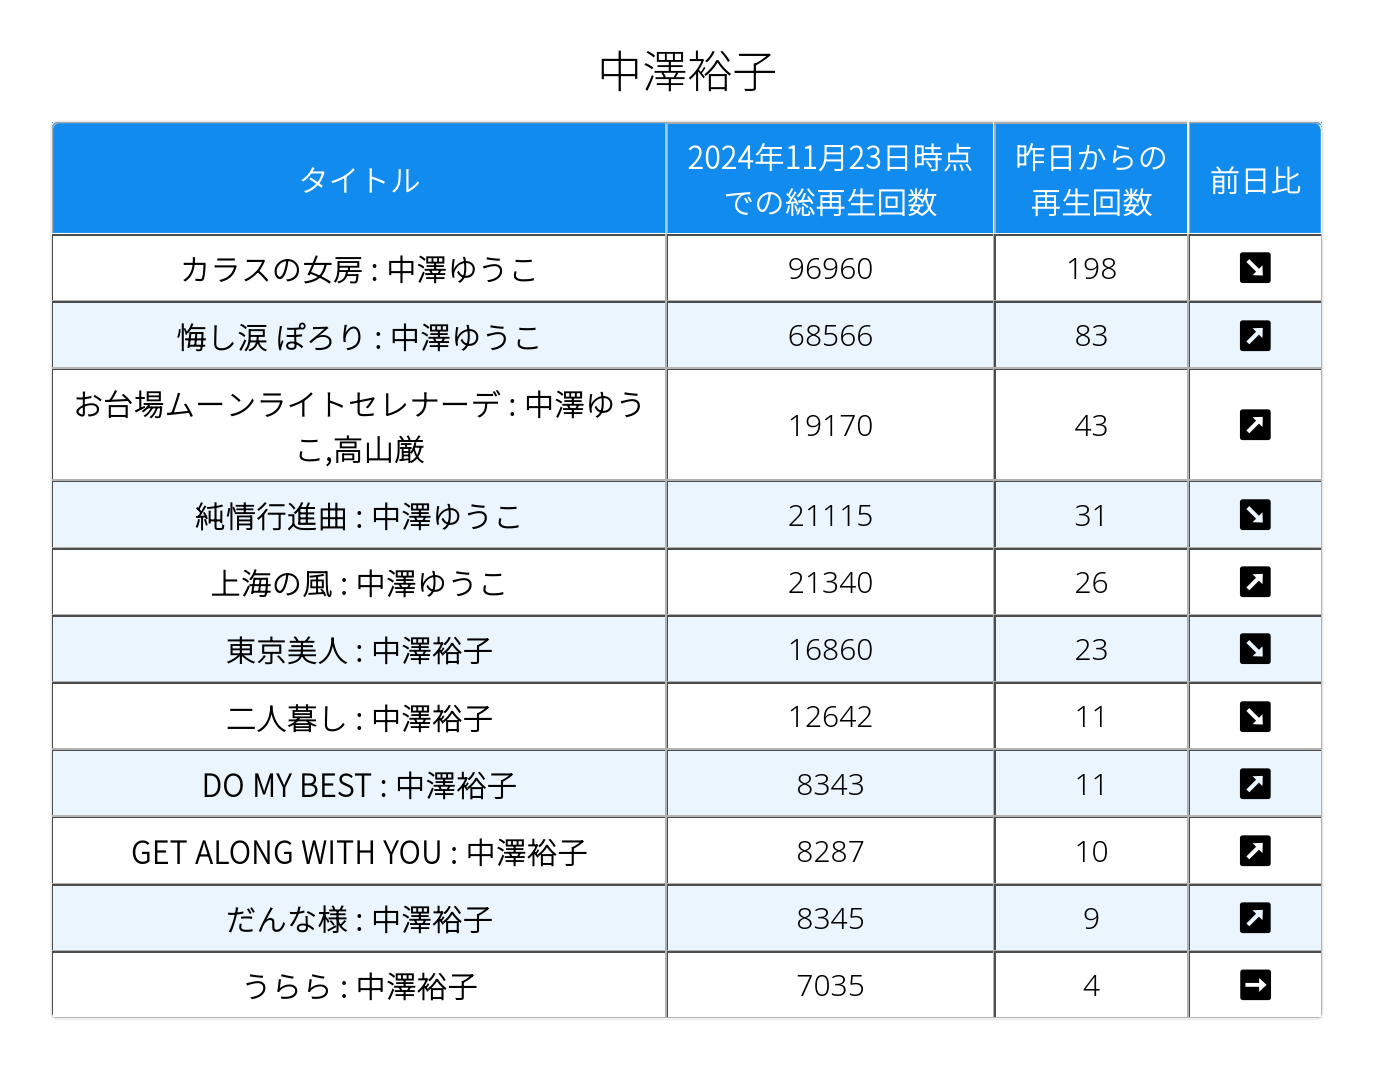 中澤裕子
タイトル
2024年11月23日時点
での総再生回数
昨日からの
再生回数
前日比
カラスの女房 : 中澤ゆうこ 96960 198 ↘
悔し涙 ぽろり : 中澤ゆうこ 68566 83 ↗
お台場ムーンライトセレナーデ : 中澤ゆう
こ,高山厳 19170 43 ↗
純情行進曲 : 中澤ゆうこ 21115 31 ↘
上海の風 : 中澤ゆうこ 21340 26 ↗
東京美人 : 中澤裕子 16860 23 ↘
二人暮し : 中澤裕子 12642 11 ↘
DO MY BEST : 中澤裕子 8343 11 ↗
GET ALONG WITH YOU : 中澤裕子 8287 10 ↗
だんな様 : 中澤裕子 8345 9 ↗
うらら : 中澤裕子 7035 4 →